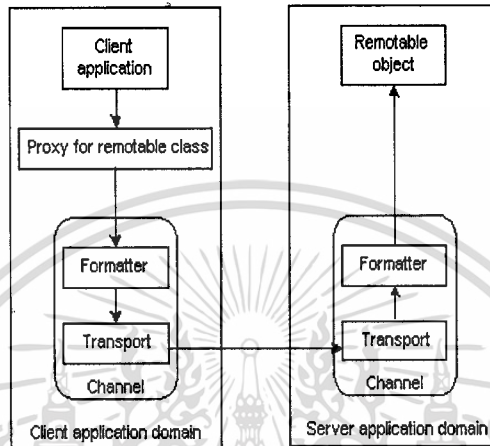 Client
application
Proxy for remotable class
Formatter
Transport
Channel
Client application domain
Remotable
object
Formatter
Transport
Channel
Server application domain